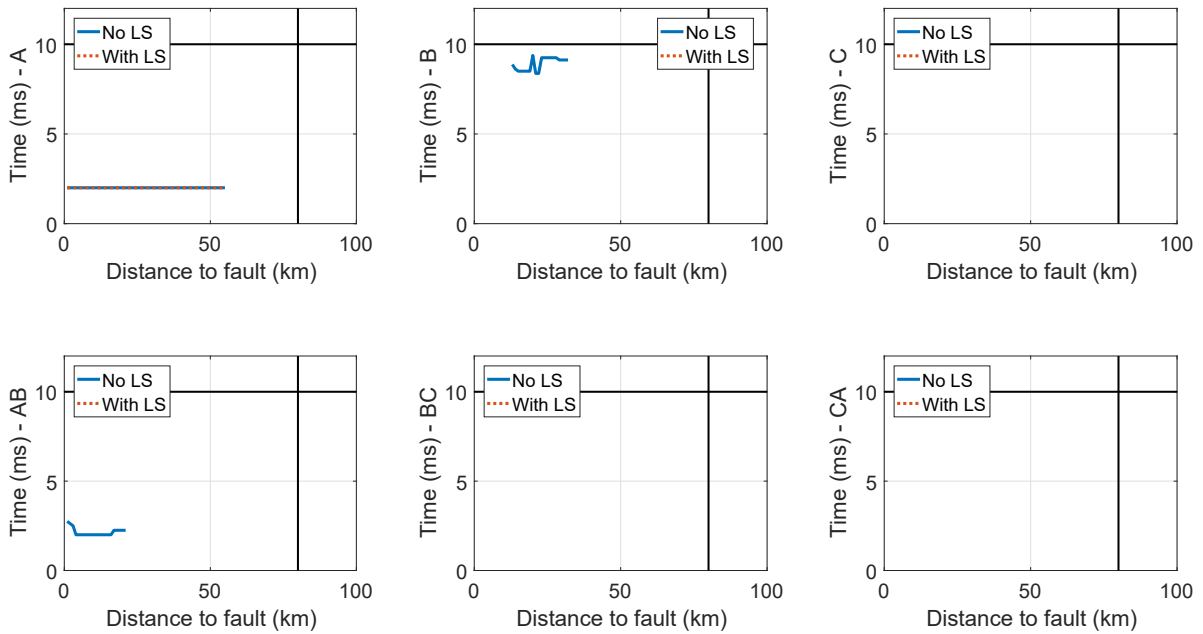 Time (ms) - A
10
5
0
No LS
With LS
0 50 100
Distance to fault (km)
Time (ms) - B
10
5
0
No LS
With LS
0 50 100
Distance to fault (km)
Time (ms) - C
10
5
0
No LS
With LS
0 50 100
Distance to fault (km)
Time (ms) - AB
10
5
0
No LS
With LS
0 50 100
Distance to fault (km)
Time (ms) - BC
10
5
0
No LS
With LS
0 50 100
Distance to fault (km)
Time (ms) - CA
10
5
0
No LS
With LS
0 50 100
Distance to fault (km)